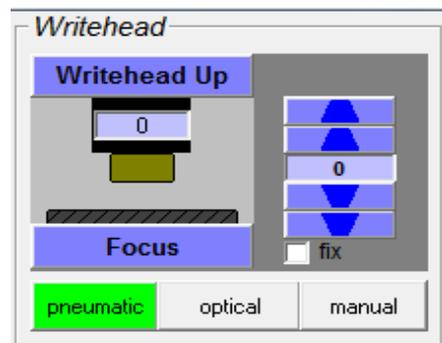 Writehead
Writehead Up
0
0
Focus
fix
pneumatic optical manual